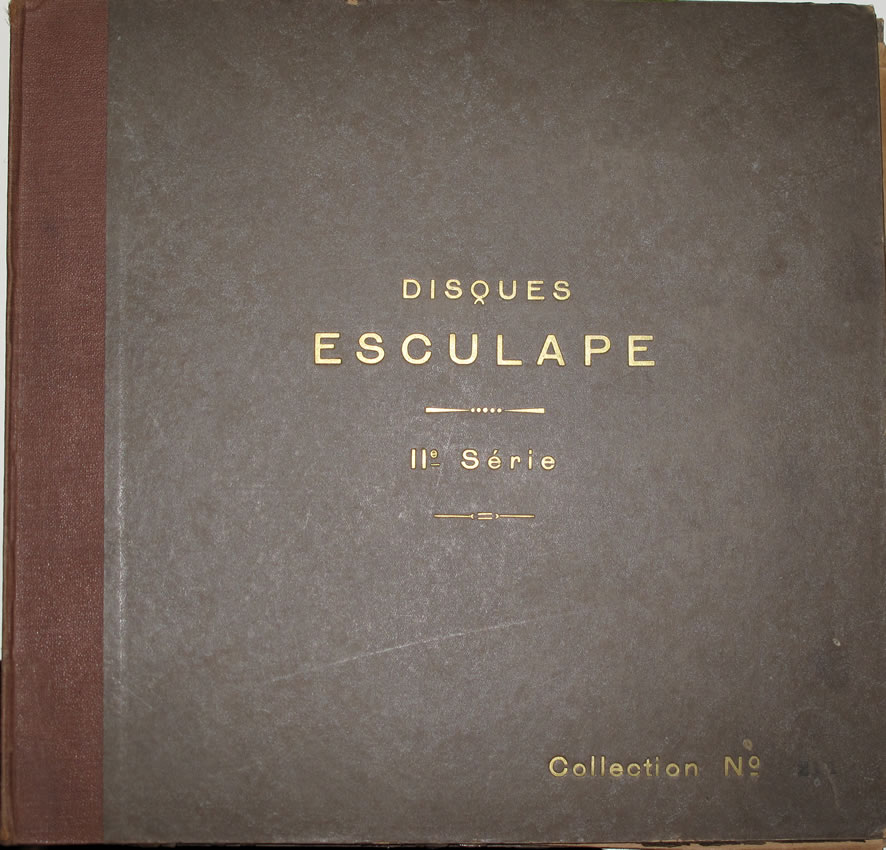 DISQUES
ESCULAPE
IIe Série
Collection Nº